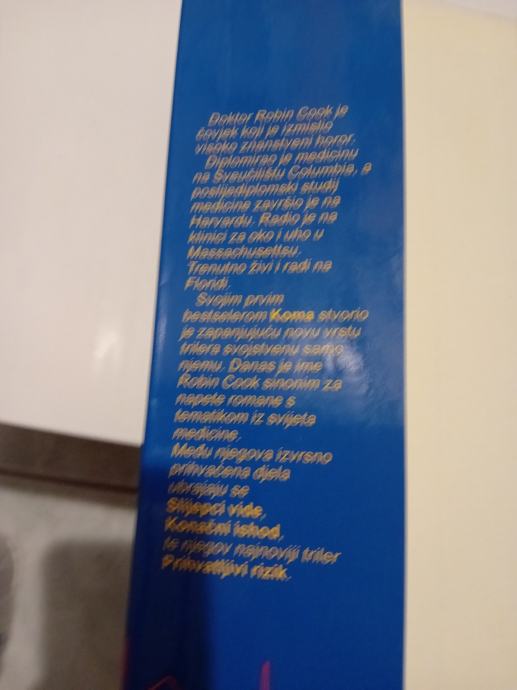 Doktor Robin Cook je
čovjek koji je izmislio
visoko znanstveni horor.
Diplomirao je medicinu
na Sveučilištu Columbia, a
poslijediplomski studij
medicine završio je na
Harvardu. Radio je na
klinici za oko i uho u
Massachusettsu.
Trenutno živi i radi na
Floridi.
Svojim prvim
bestselerom Koma stvorio
je zapanjujuću novu vrstu
trilera svojstvenu samo
njemu. Danas je ime
Robin Cook sinonim za
napete romane s
tematikom iz svijeta
medicine.
Među njegova izvrsno
prihvaćena djela
ubrajaju se
Slijepci vide,
Konačni ishod,
te njegov najnoviji triler
Prihvatljivi rizik.